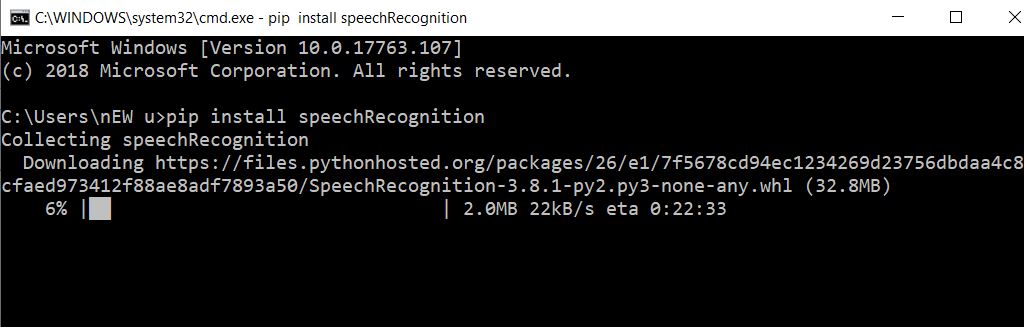 C:\WINDOWS\system32\cmd.exe - pip  install speechRecognition
Microsoft Windows [Version 10.0.17763.107]
(c) 2018 Microsoft Corporation. All rights reserved.
C:\Users\nEW u>pip install speechRecognition
Collecting speechRecognition
  Downloading https://files.pythonhosted.org/packages/26/e1/7f5678cd94ec1234269d23756dbdaa4c8
cfaed973412f88ae8adf7893a50/SpeechRecognition-3.8.1-py2.py3-none-any.whl (32.8MB)
    6% |██                              | 2.0MB 22kB/s eta 0:22:33